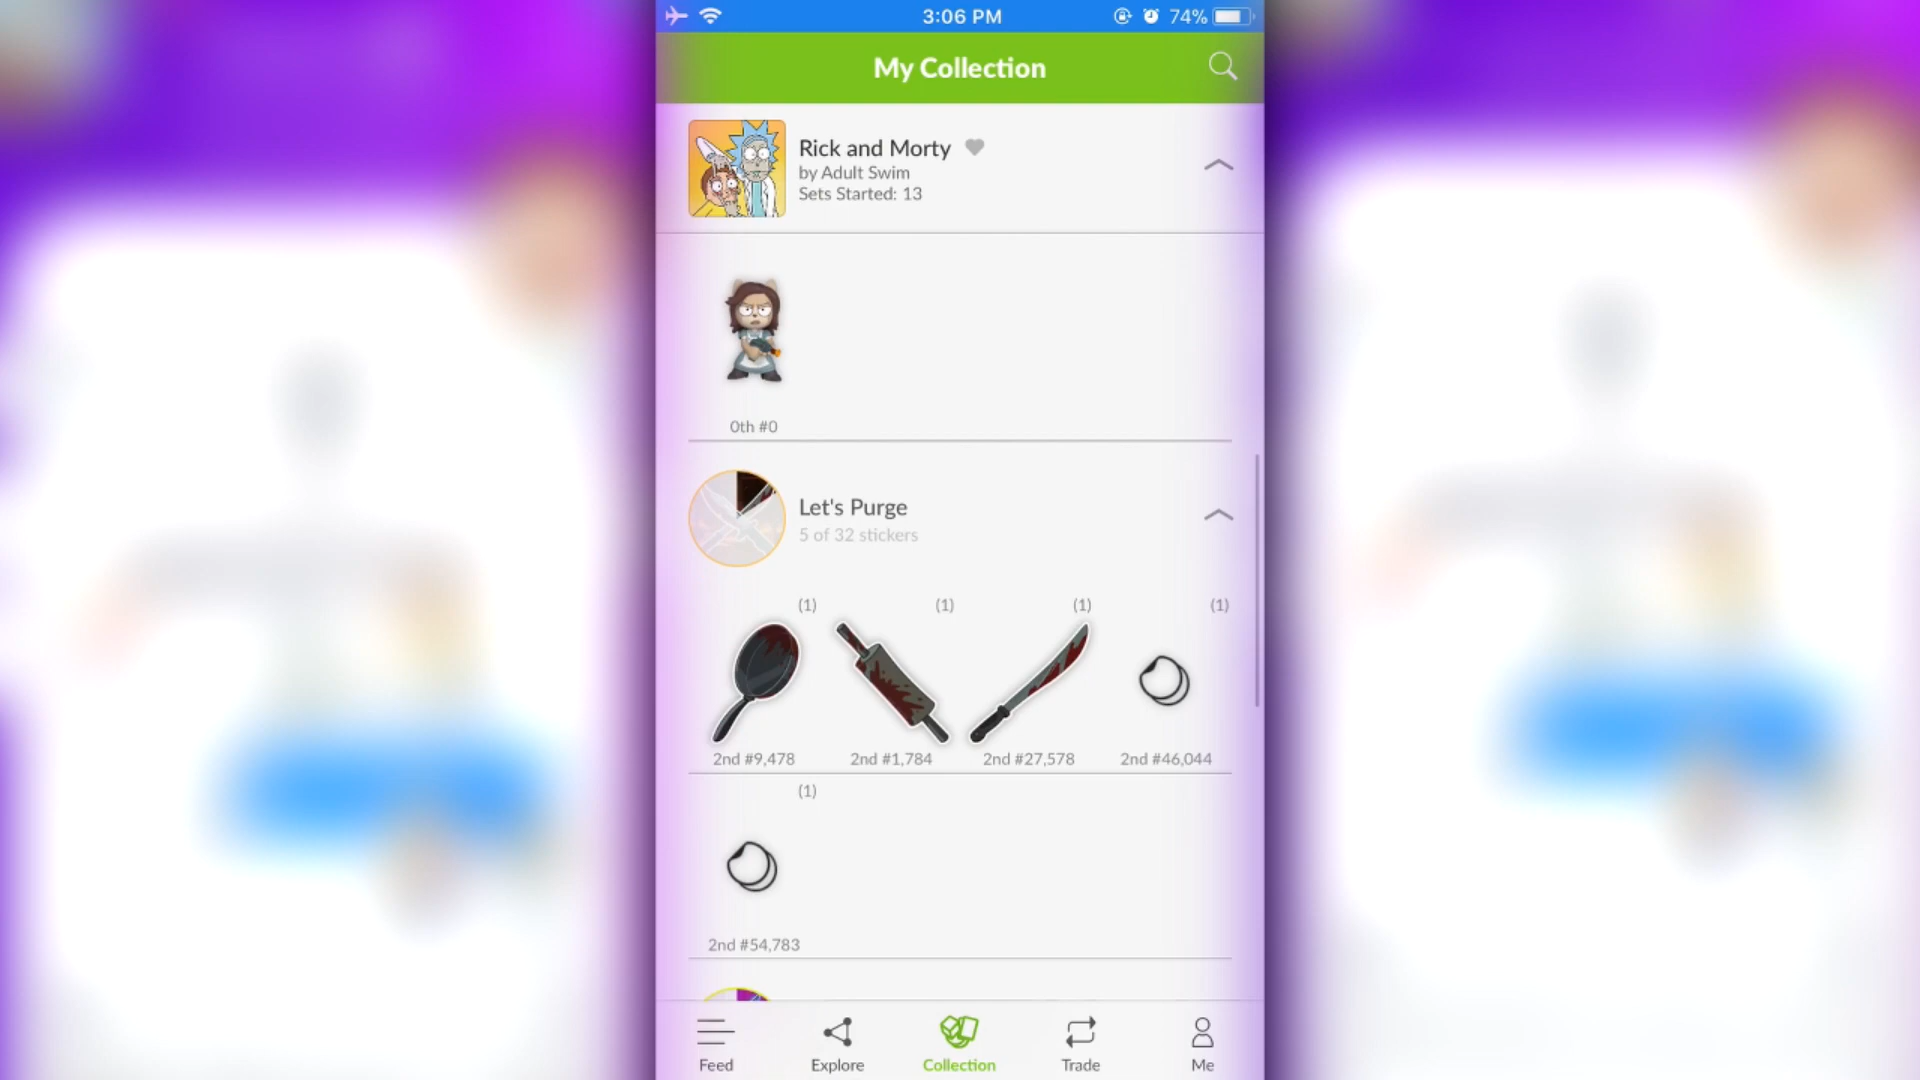 3:06 PM
74%
My Collection
Rick and Morty
by Adult Swim
Sets Started: 13
0th #0
Let's Purge
5 of 32 stickers
(1) (1) (1) (1)
2nd #9,478 2nd #1,784 2nd #27,578 2nd #46,044
(1)
2nd #54,783
Feed Explore Collection Trade Me